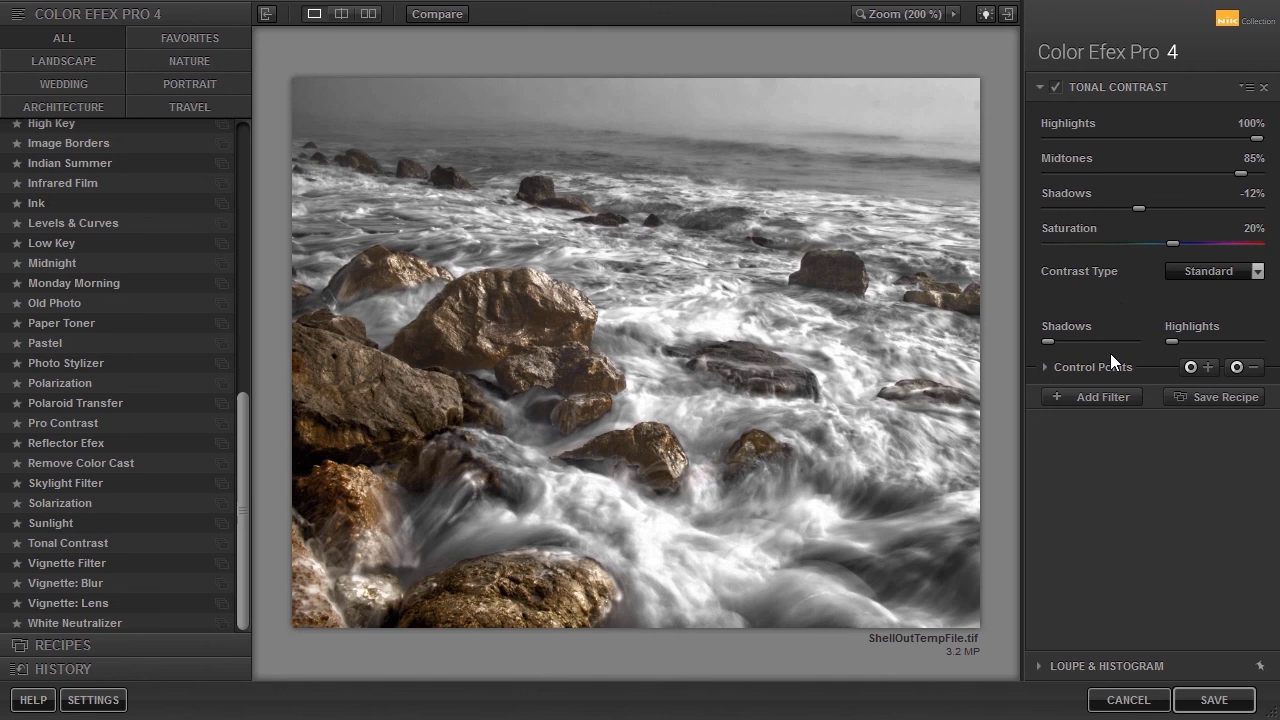 COLOR EFEX PRO 4
ALL
FAVORITES
LANDSCAPE
NATURE
WEDDING
PORTRAIT
ARCHITECTURE
TRAVEL
High Key
Image Borders
Indian Summer
Infrared Film
Ink
Levels & Curves
Low Key
Midnight
Monday Morning
Old Photo
Paper Toner
Pastel
Photo Stylizer
Polarization
Polaroid Transfer
Pro Contrast
Reflector Efex
Remove Color Cast
Skylight Filter
Solarization
Sunlight
Tonal Contrast
Vignette Filter
Vignette: Blur
Vignette: Lens
White Neutralizer
RECIPES
HISTORY
HELP
SETTINGS
Compare
Zoom (200 %)
ShellOutTempFile.tif
3.2 MP
Nik Collection
Color Efex Pro 4
TONAL CONTRAST
Highlights 100%
Midtones 85%
Shadows -12%
Saturation 20%
Contrast Type Standard
Shadows
Highlights
Control Points
Add Filter
Save Recipe
LOUPE & HISTOGRAM
CANCEL
SAVE